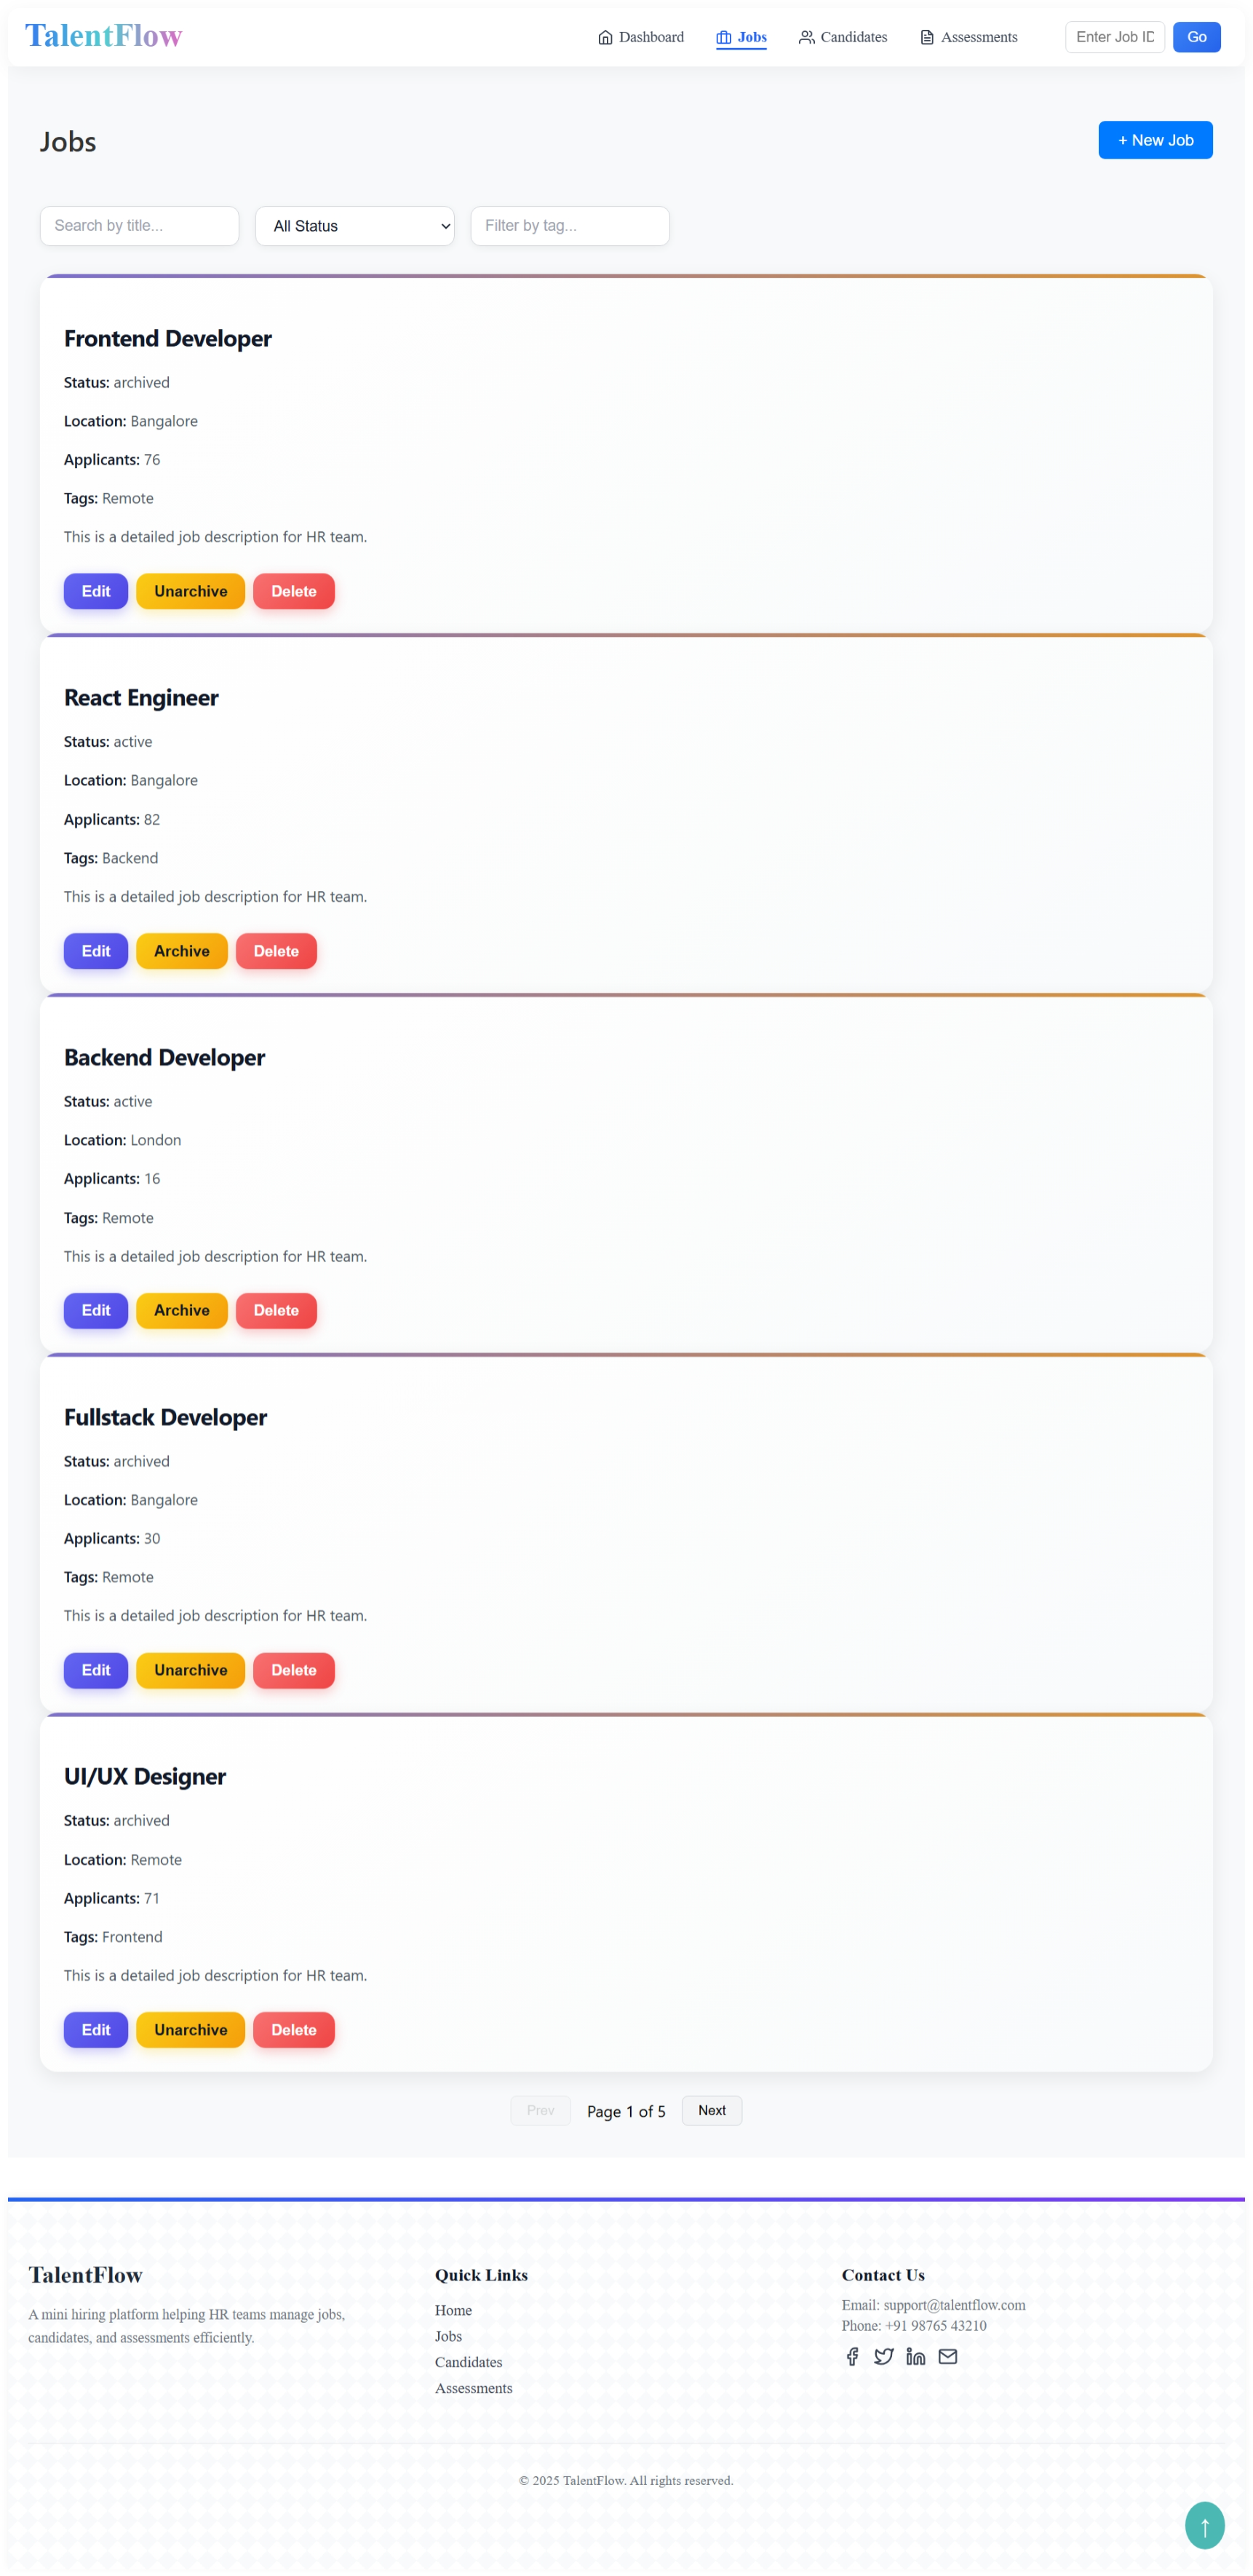 TalentFlow
Dashboard
Jobs
Candidates
Assessments
Enter Job ID
Go
Jobs
+ New Job
Search by title...
All Status
Filter by tag...
Frontend Developer
Status: archived
Location: Bangalore
Applicants: 76
Tags: Remote
This is a detailed job description for HR team.
Edit
Unarchive
Delete
React Engineer
Status: active
Location: Bangalore
Applicants: 82
Tags: Backend
This is a detailed job description for HR team.
Edit
Archive
Delete
Backend Developer
Status: active
Location: London
Applicants: 16
Tags: Remote
This is a detailed job description for HR team.
Edit
Archive
Delete
Fullstack Developer
Status: archived
Location: Bangalore
Applicants: 30
Tags: Remote
This is a detailed job description for HR team.
Edit
Unarchive
Delete
UI/UX Designer
Status: archived
Location: Remote
Applicants: 71
Tags: Frontend
This is a detailed job description for HR team.
Edit
Unarchive
Delete
Prev
Page 1 of 5
Next
TalentFlow
A mini hiring platform helping HR teams manage jobs,
candidates, and assessments efficiently.
Quick Links
Home
Jobs
Candidates
Assessments
Contact Us
Email: support@talentflow.com
Phone: +91 98765 43210
© 2025 TalentFlow. All rights reserved.
↑